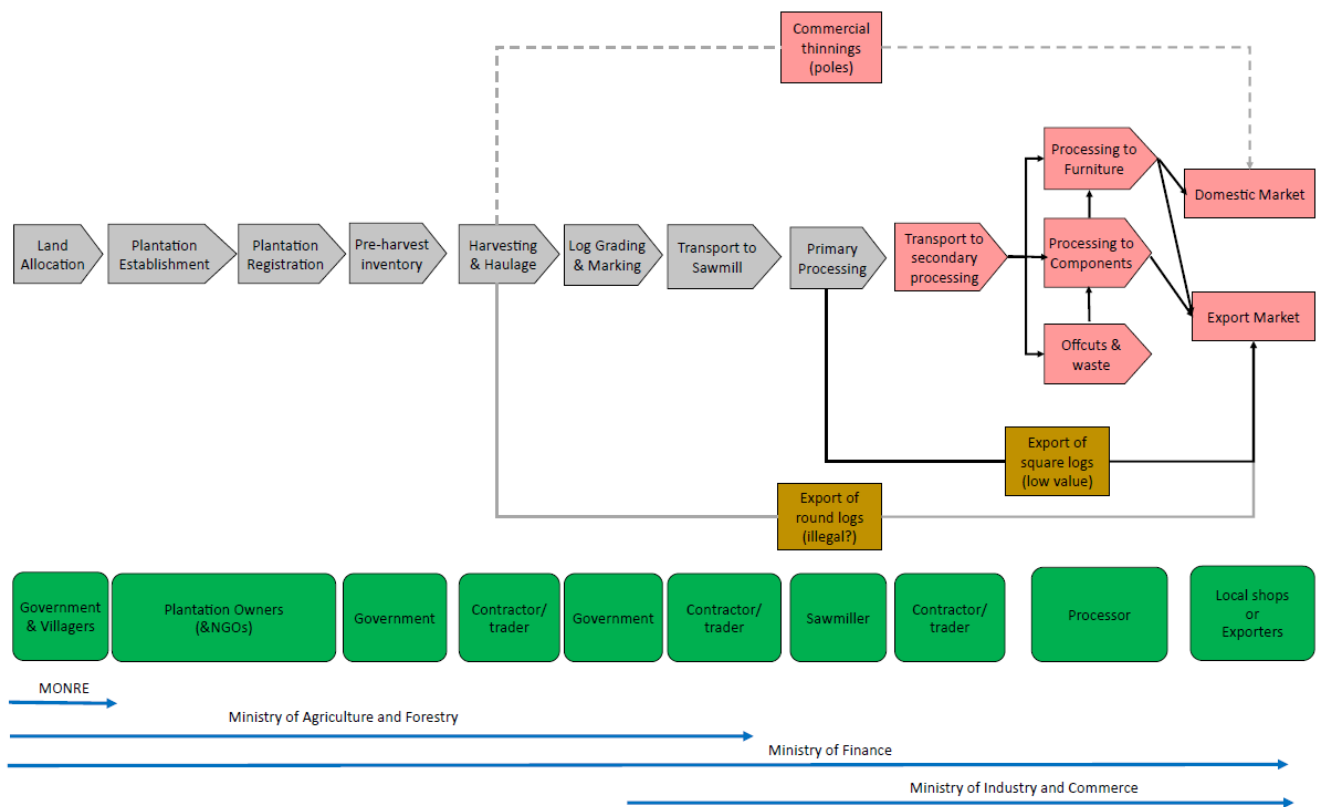 Commercial
thinnings
(poles)
Processing to
Furniture
Domestic Market
Land
Allocation
Plantation
Establishment
Plantation
Registration
Pre-harvest
inventory
Harvesting
& Haulage
Log Grading
& Marking
Transport to
Sawmill
Primary
Processing
Transport to
secondary
processing
Processing to
Components
Export Market
Offcuts &
waste
Export of
square logs
(low value)
Export of
round logs
(illegal?)
Government
& Villagers
Plantation Owners
(&NGOs)
Government
Contractor/
trader
Government
Contractor/
trader
Sawmiller
Contractor/
trader
Processor
Local shops
or
Exporters
MONRE
Ministry of Agriculture and Forestry
Ministry of Finance
Ministry of Industry and Commerce